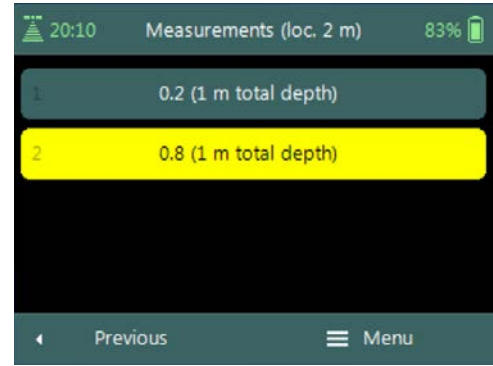 20:10 Measurements (loc. 2 m) 83%
1 0.2 (1 m total depth)
2 0.8 (1 m total depth)
Previous Menu